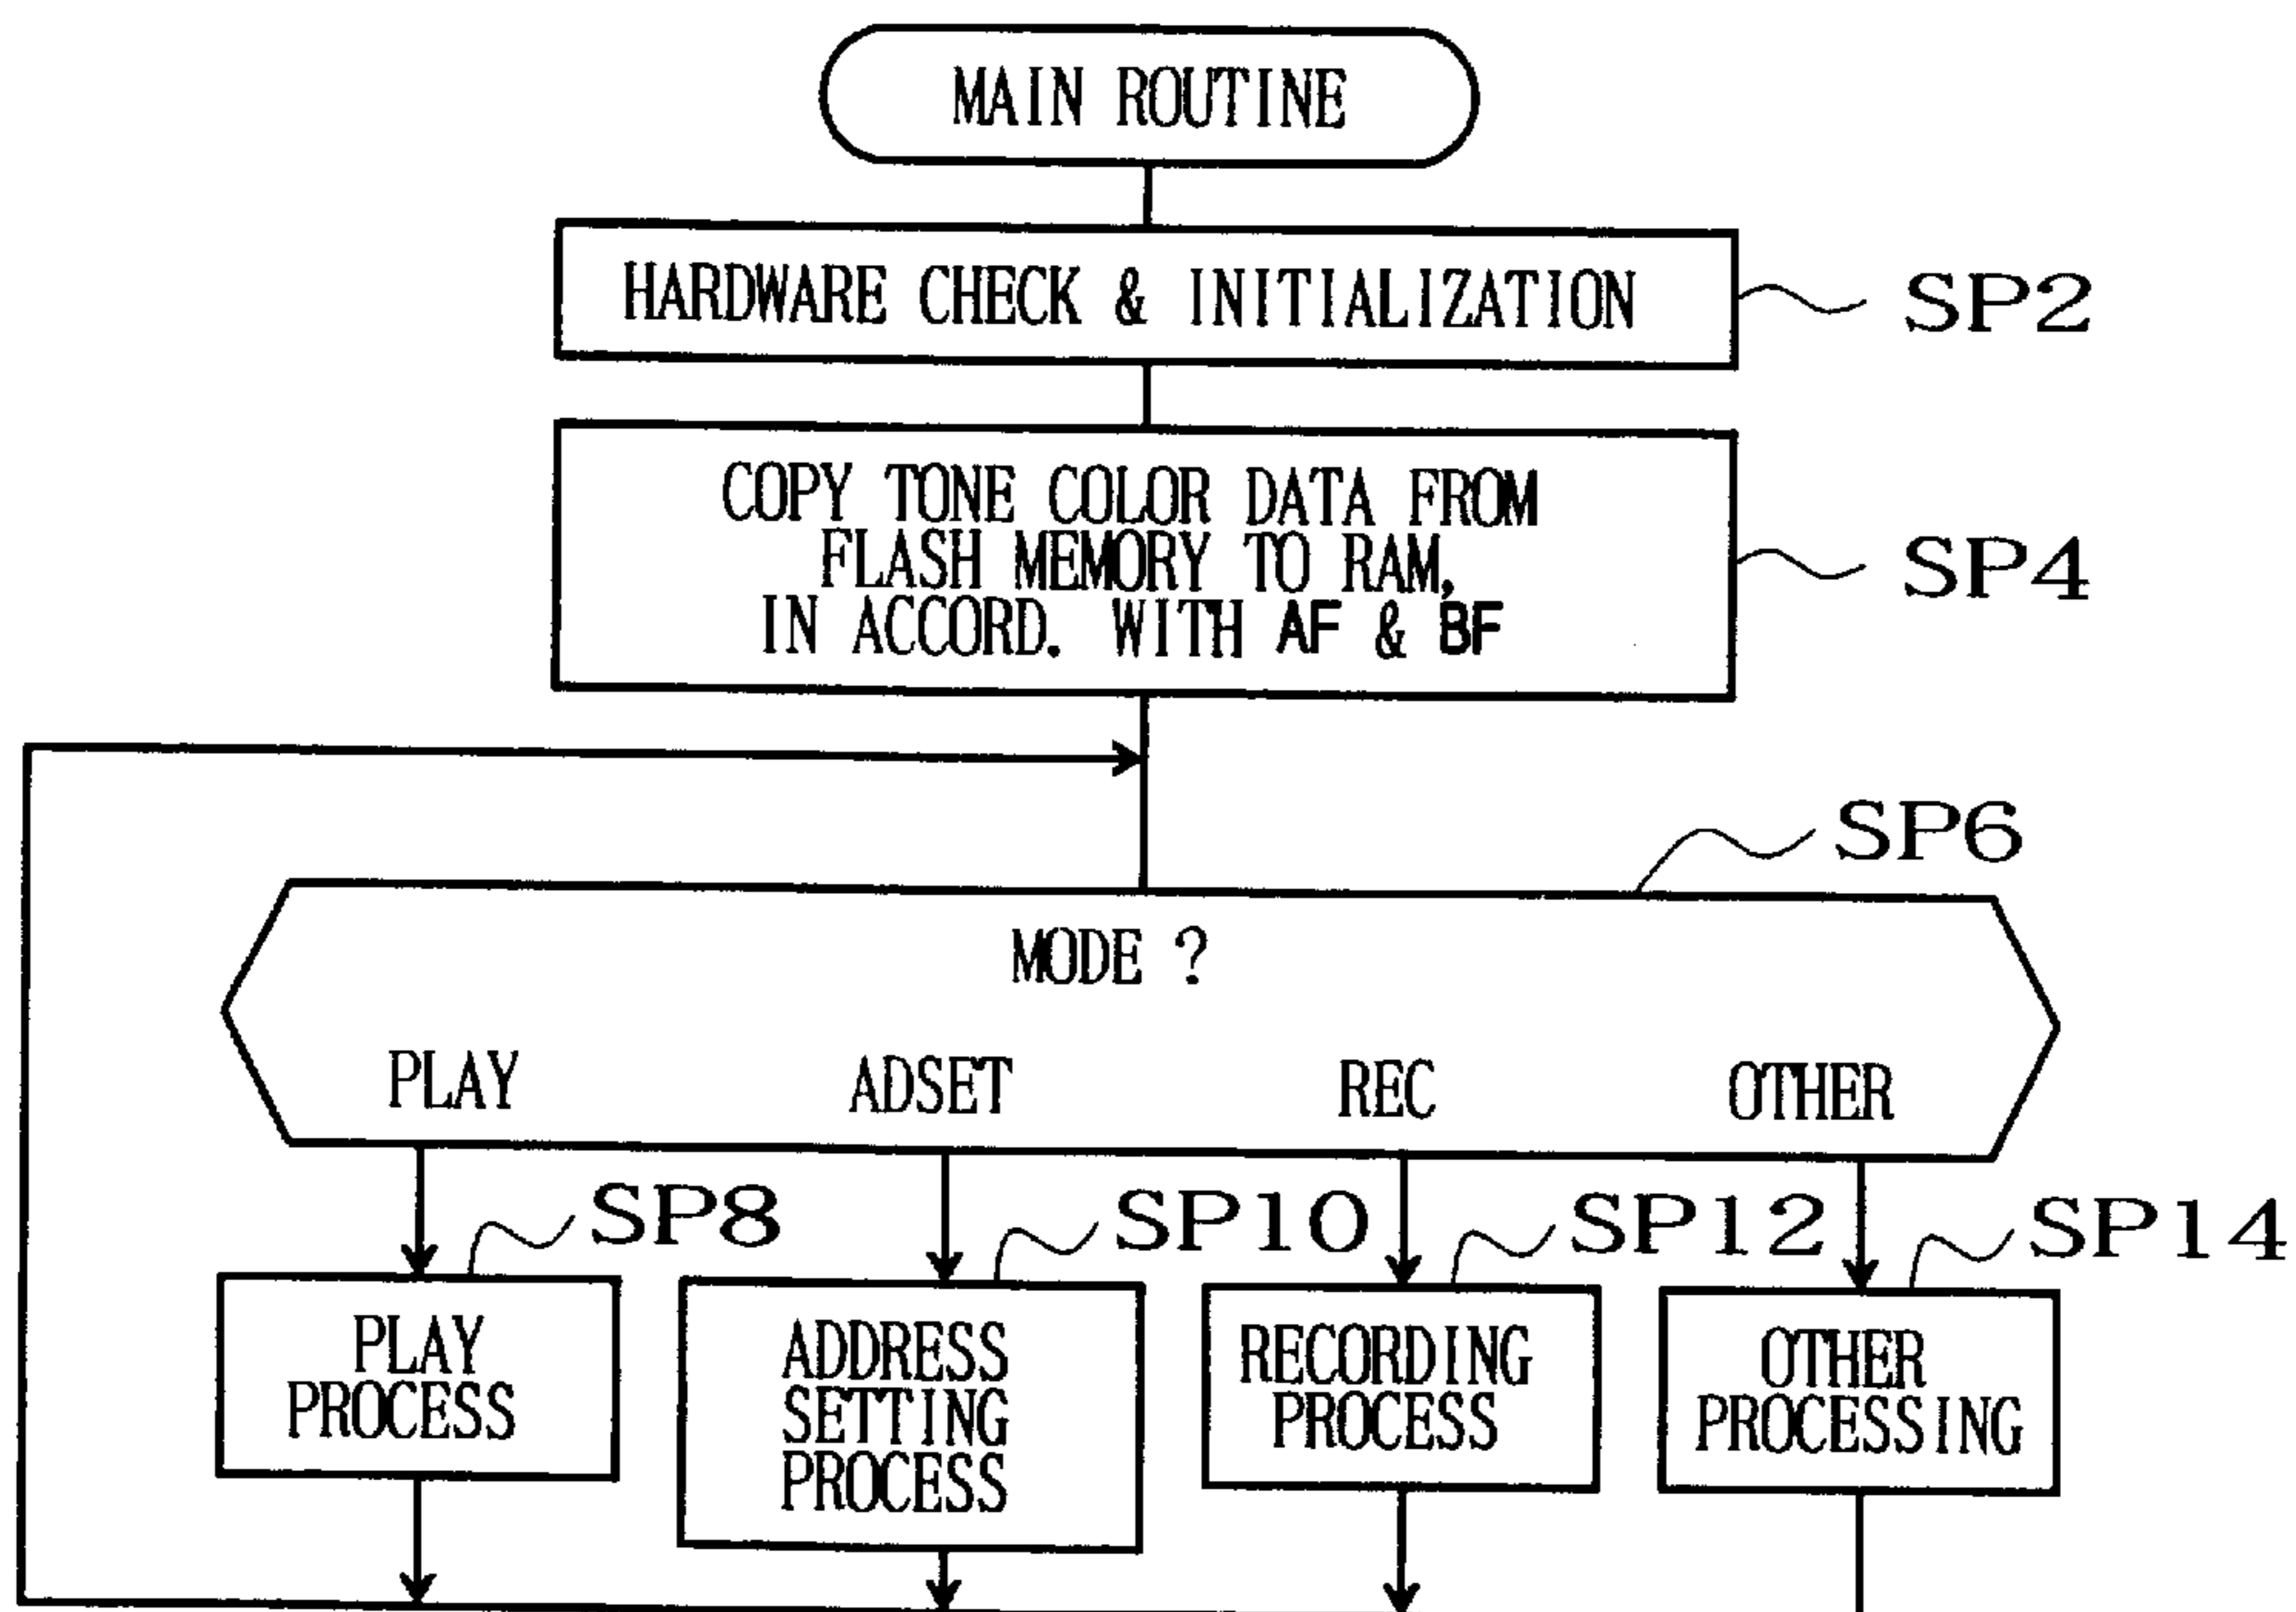 MAIN ROUTINE
HARDWARE CHECK & INITIALIZATION
SP2
COPY TONE COLOR DATA FROM
FLASH MEMORY TO RAM,
IN ACCORD. WITH AF & BF
SP4
SP6
MODE ?
PLAY
ADSET
REC
OTHER
SP8
SP10
SP12
SP14
PLAY
PROCESS
ADDRESS
SETTING
PROCESS
RECORDING
PROCESS
OTHER
PROCESSING